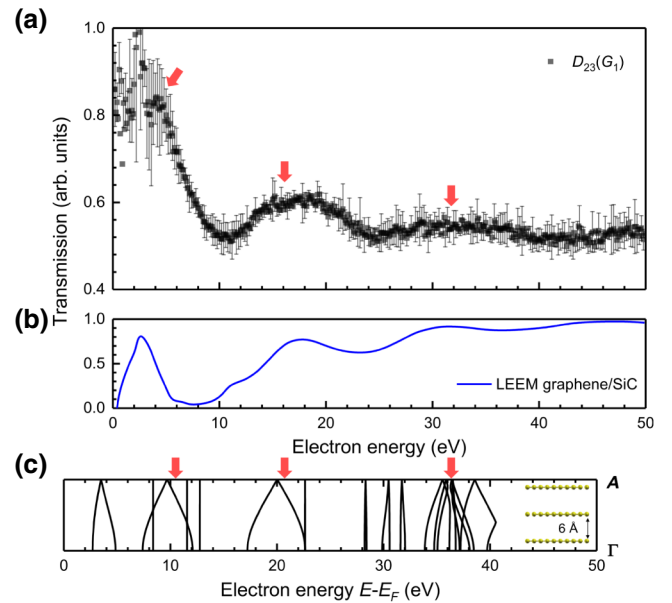 (a)
1.0
0.8
0.6
0.4
Transmission (arb. units)
D23(G1)
(b)
1.0
0.5
0.0
LEEM graphene/SiC
0 10 20 30 40 50
Electron energy (eV)
(c)
A
6 Å
Γ
0 10 20 30 40 50
Electron energy E-EF (eV)